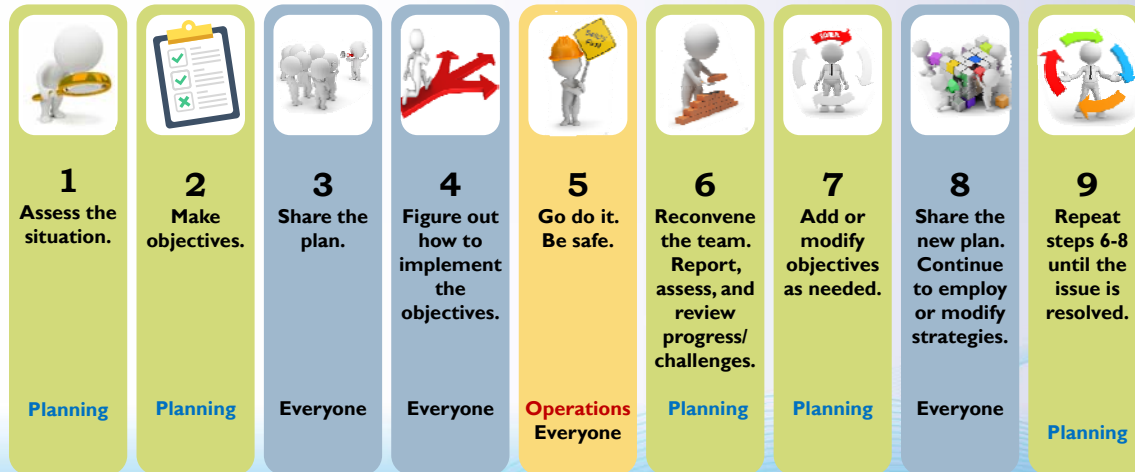 1
Assess the
situation.
Planning
2
Make
objectives.
Planning
3
Share the
plan.
Everyone
4
Figure out
how to
implement
the
objectives.
Everyone
5
Go do it.
Be safe.
Operations
Everyone
6
Reconvene
the team.
Report,
assess, and
review
progress/
challenges.
Planning
7
Add or
modify
objectives
as needed.
Planning
8
Share the
new plan.
Continue
to employ
or modify
strategies.
Everyone
9
Repeat
steps 6-8
until the
issue is
resolved.
Planning